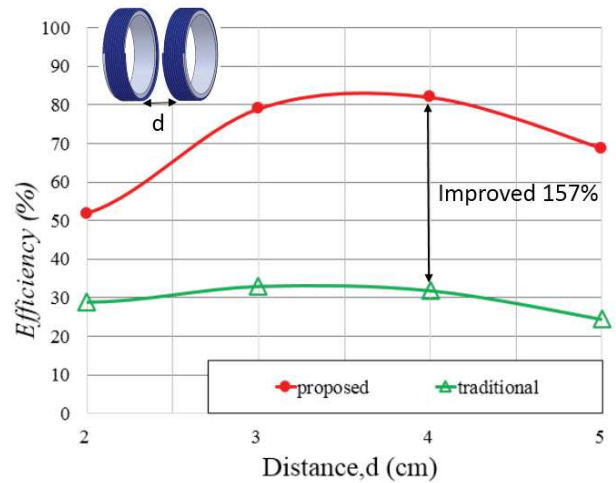 100
90
80
70
60
50
40
30
20
10
0
Efficiency (%)
d
Improved 157%
proposed
traditional
2 3 4 5
Distance,d (cm)